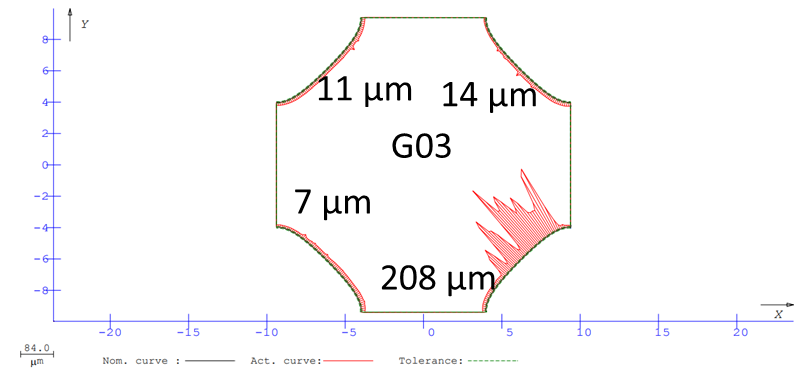 Y
8
6
4
2
0
-2
-4
-6
-8
11 µm
14 µm
G03
7 µm
208 µm
X
-20 -15 -10 -5 0 5 10 15 20
84.0
µm
Nom. curve : Act. curve: Tolerance: